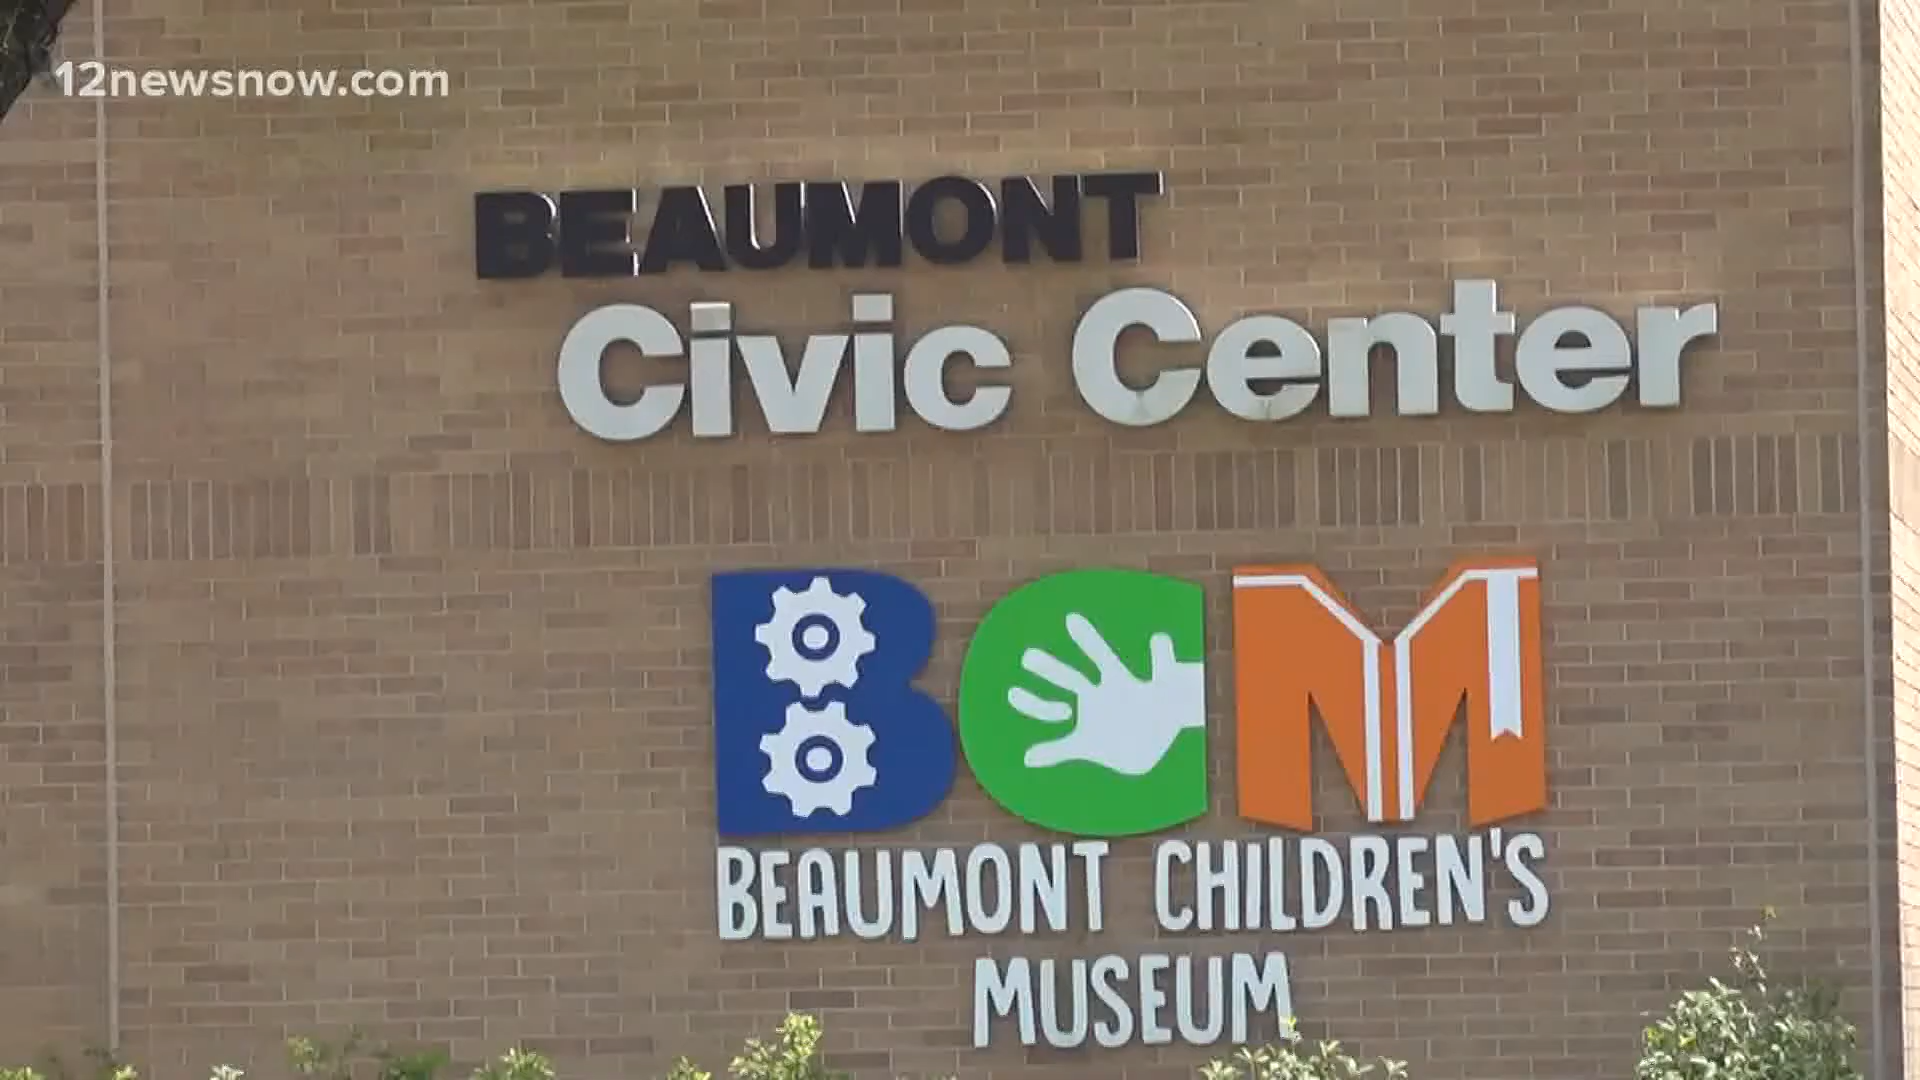 12newsnow.com
BEAUMONT
Civic Center
BCM
BEAUMONT CHILDREN'S
MUSEUM